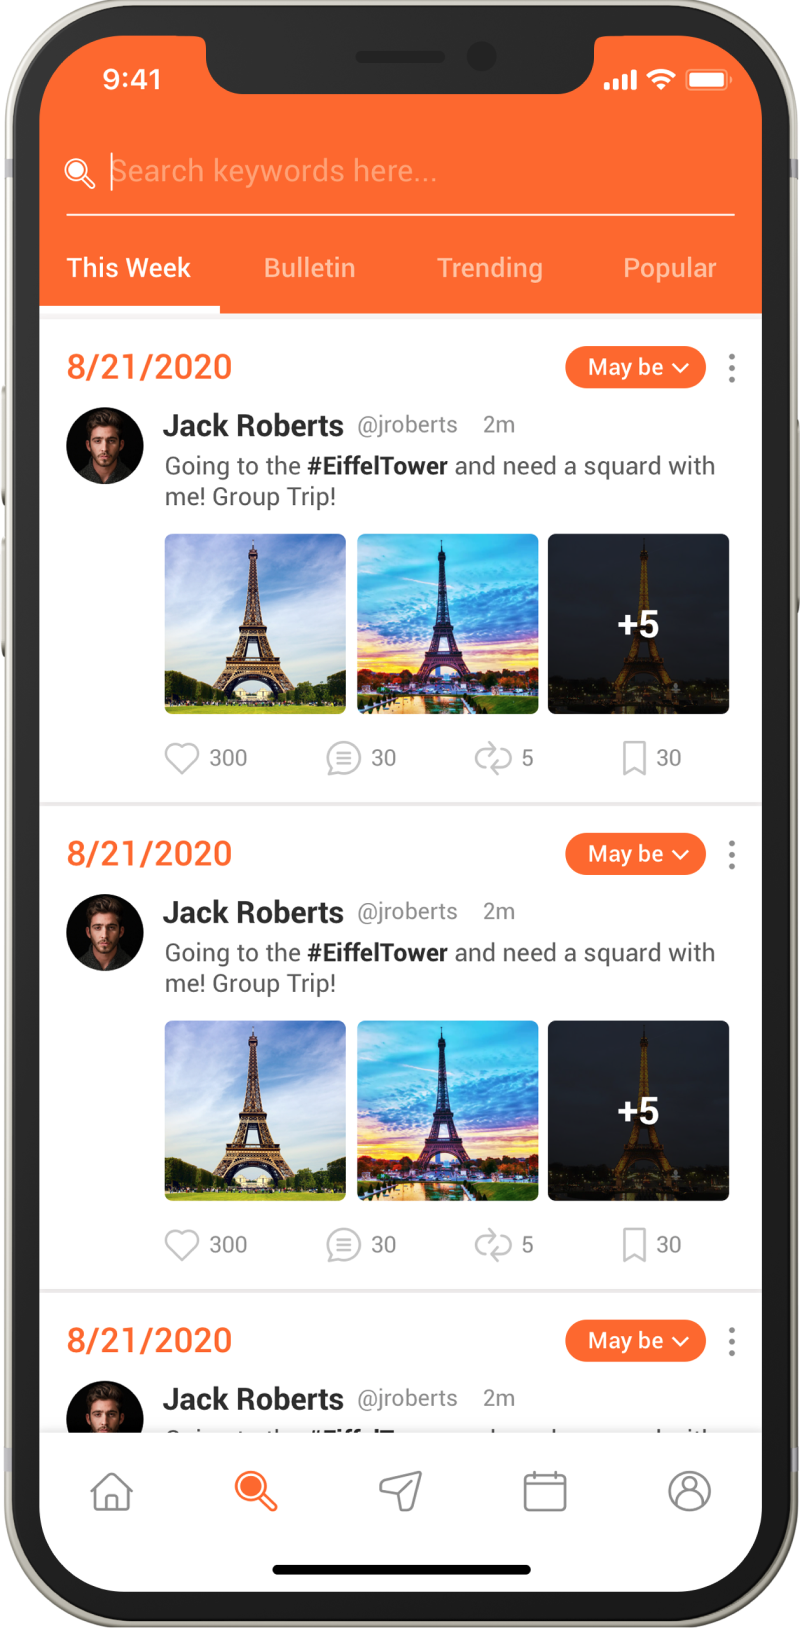 9:41
Search keywords here...
This Week Bulletin Trending Popular
8/21/2020 May be
Jack Roberts @jroberts 2m
Going to the #EiffelTower and need a squard with
me! Group Trip!
+5
300 30 5 30
8/21/2020 May be
Jack Roberts @jroberts 2m
Going to the #EiffelTower and need a squard with
me! Group Trip!
+5
300 30 5 30
8/21/2020 May be
Jack Roberts @jroberts 2m